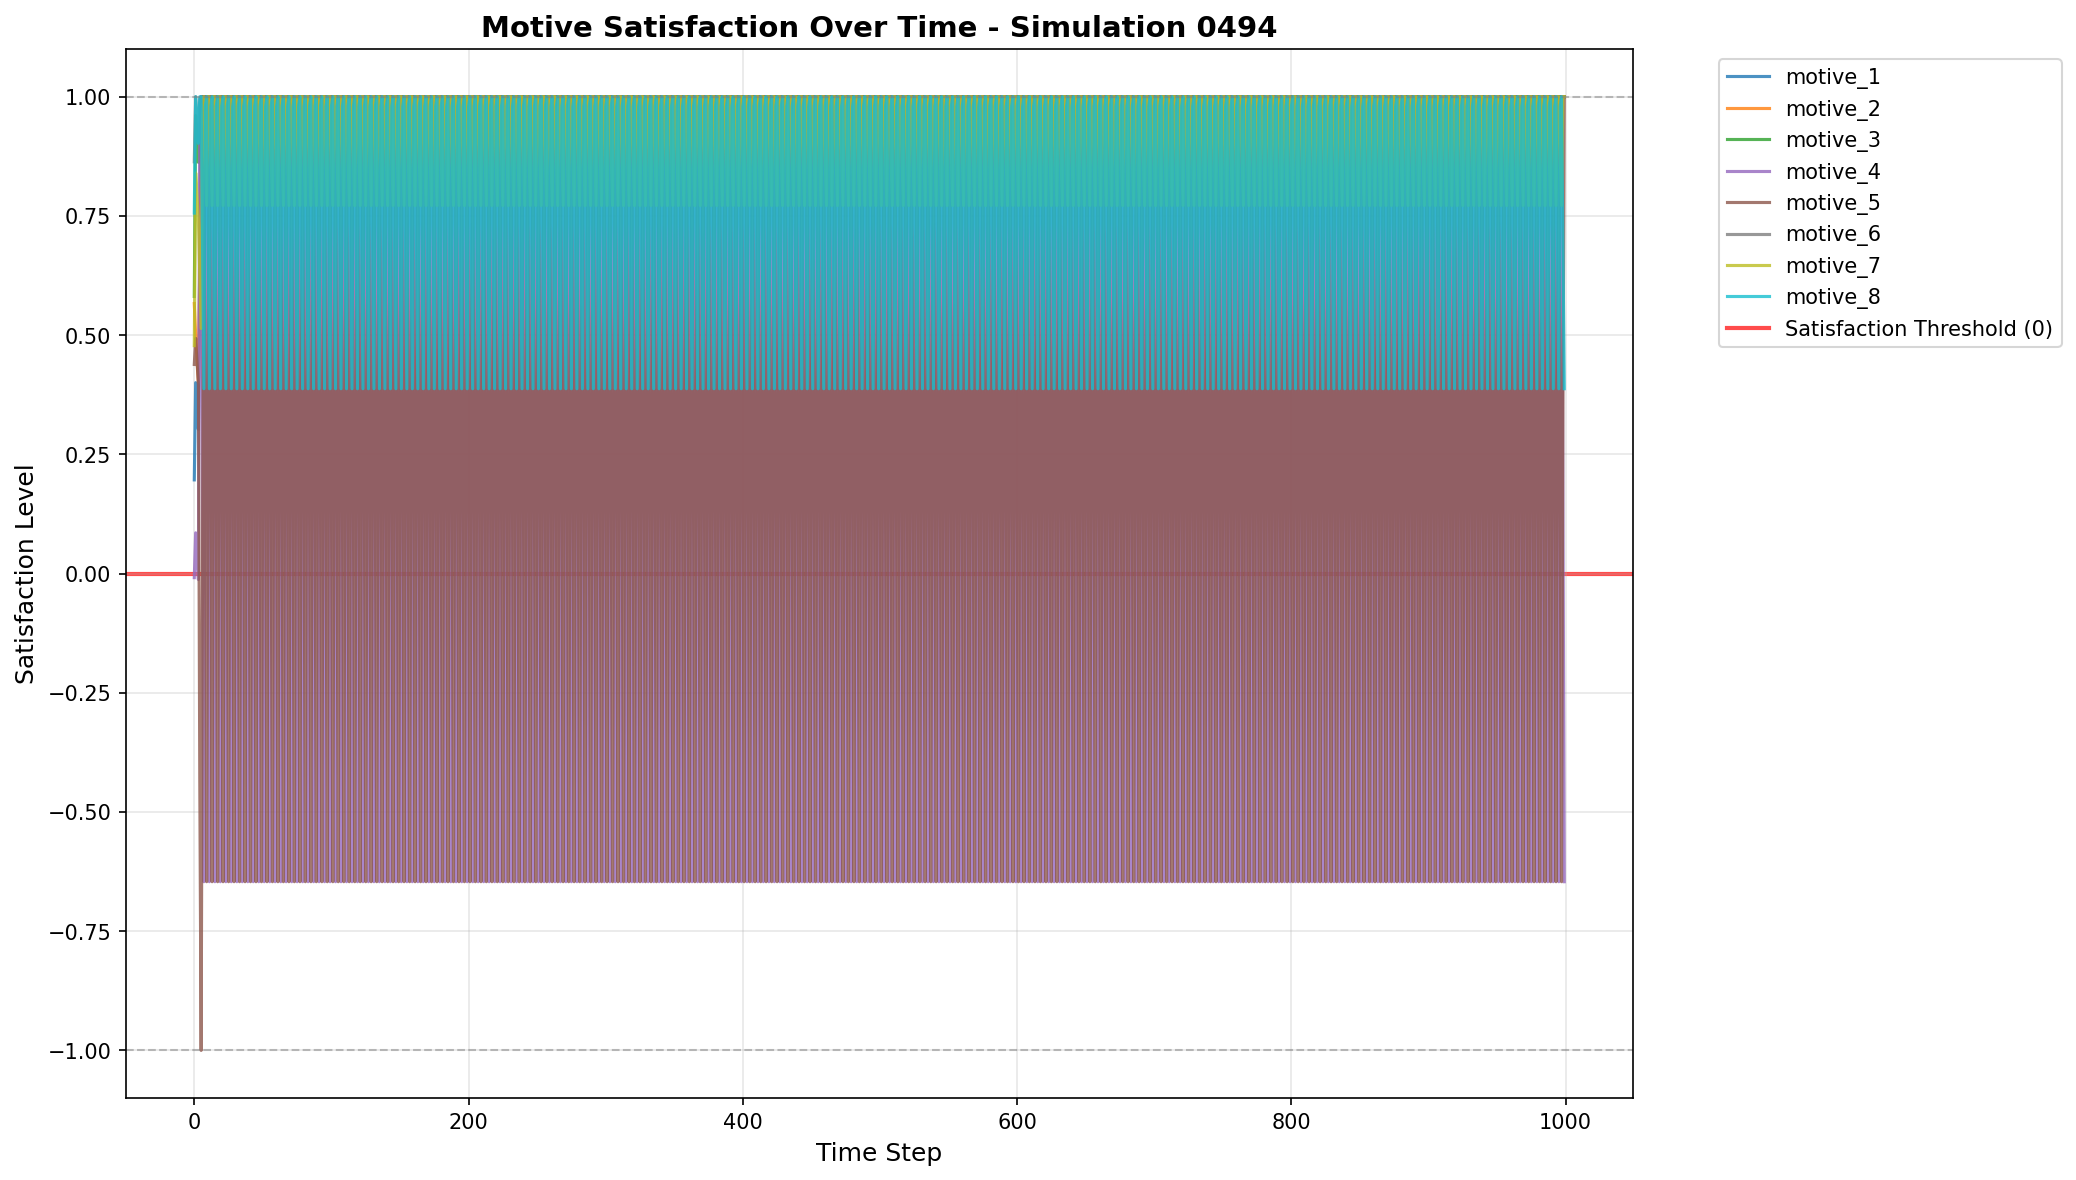 Motive Satisfaction Over Time - Simulation 0494
Satisfaction Level
1.00
0.75
0.50
0.25
0.00
−0.25
−0.50
−0.75
−1.00
0
200
400
600
800
1000
Time Step
motive_1
motive_2
motive_3
motive_4
motive_5
motive_6
motive_7
motive_8
Satisfaction Threshold (0)